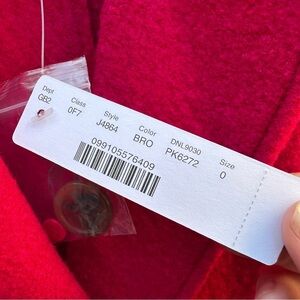 Dept Class Style Color DNL9030 Size
GB2 0F7 J4864 BRO PK6272 0
099105576409